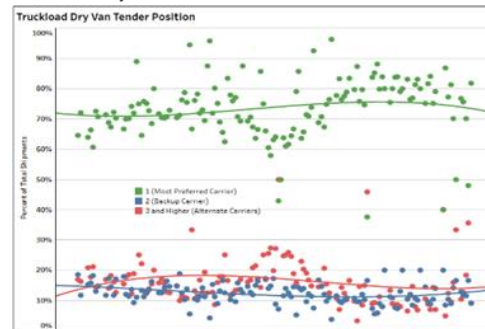 Truckload Dry Van Tender Position
100%
90%
80%
70%
60%
50%
40%
30%
20%
10%
0%
Percent of Total Shipments
1 (Most Preferred Carrier)
2 (Backup Carrier)
3 and Higher (Alternate Carriers)